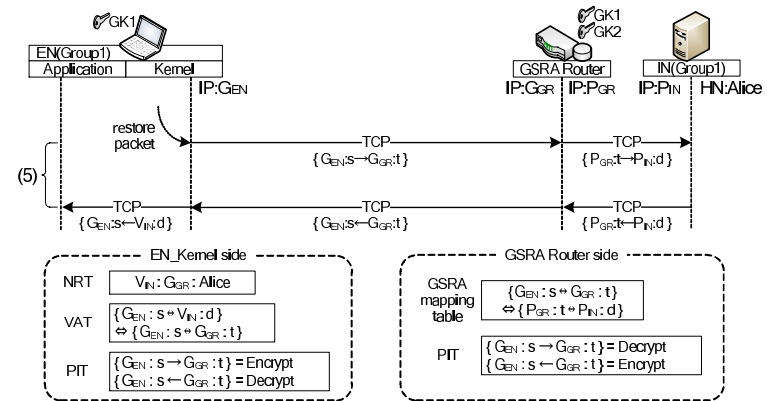 GK1
GK1
GK2
EN(Group1)
Application Kernel
GSRA Router
IN(Group1)
IP:GEN
IP:GGR
IP:PGR
IP:PIN
HN:Alice
restore
packet
TCP
{GEN:s→GGR:t}
TCP
{PGR:t→PIN:d}
(5)
TCP
{GEN:s←VIN:d}
TCP
{GEN:s←GGR:t}
TCP
{PGR:t←PIN:d}
EN_Kernel side
NRT
VIN : GGR : Alice
VAT
{GEN : s ↔ VIN : d}
⇔ {GEN : s ↔ GGR : t}
PIT
{GEN : s → GGR : t} = Encrypt
{GEN : s ← GGR : t} = Decrypt
GSRA Router side
GSRA
mapping
table
{GEN : s ↔ GGR : t}
⇔ {PGR : t ↔ PIN : d}
PIT
{GEN : s → GGR : t} = Decrypt
{GEN : s ← GGR : t} = Encrypt